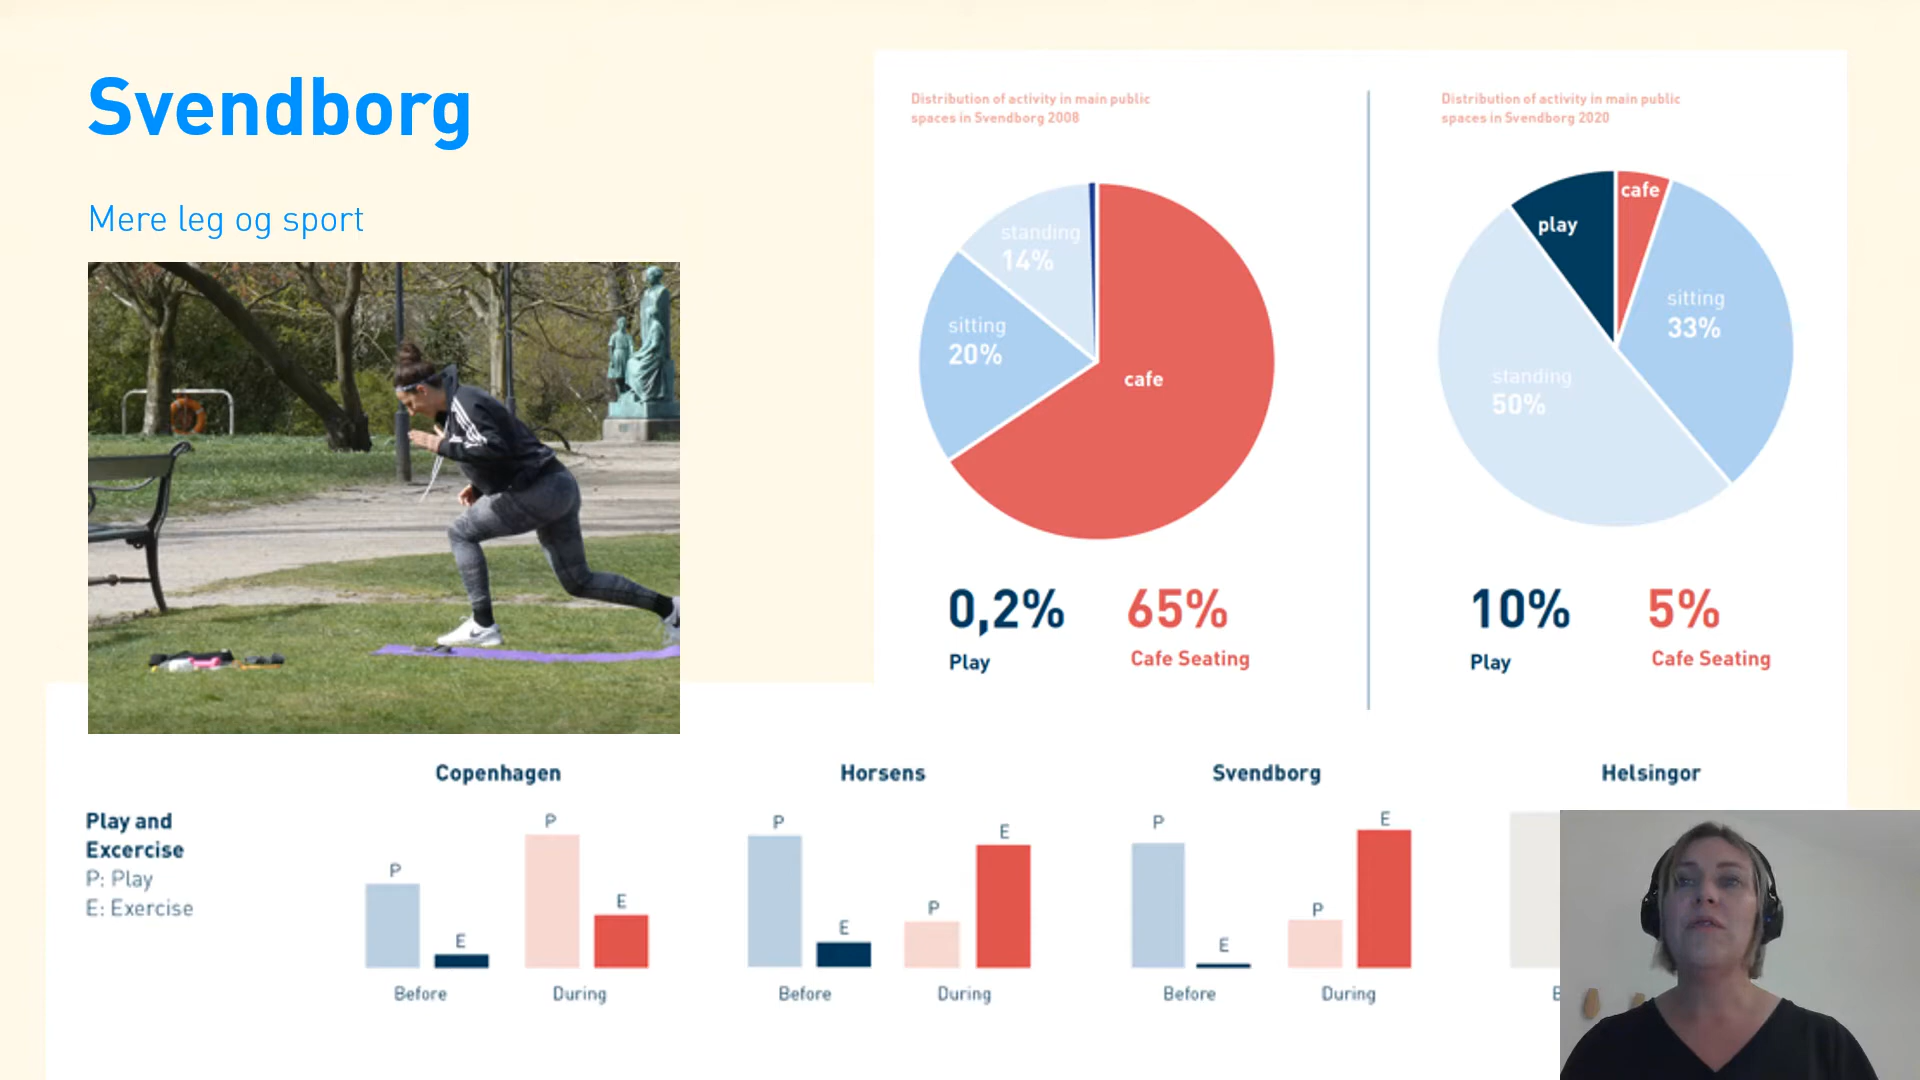 Svendborg
Mere leg og sport
Distribution of activity in main public
spaces in Svendborg 2008
standing
14%
sitting
20%
cafe
0,2%
Play
65%
Cafe Seating
Distribution of activity in main public
spaces in Svendborg 2020
play
cafe
sitting
33%
standing
50%
10%
Play
5%
Cafe Seating
Play and
Excercise
P: Play
E: Exercise
Copenhagen
P
E
P
E
Before
During
Horsens
P
E
P
E
Before
During
Svendborg
P
E
P
E
Before
During
Helsingor